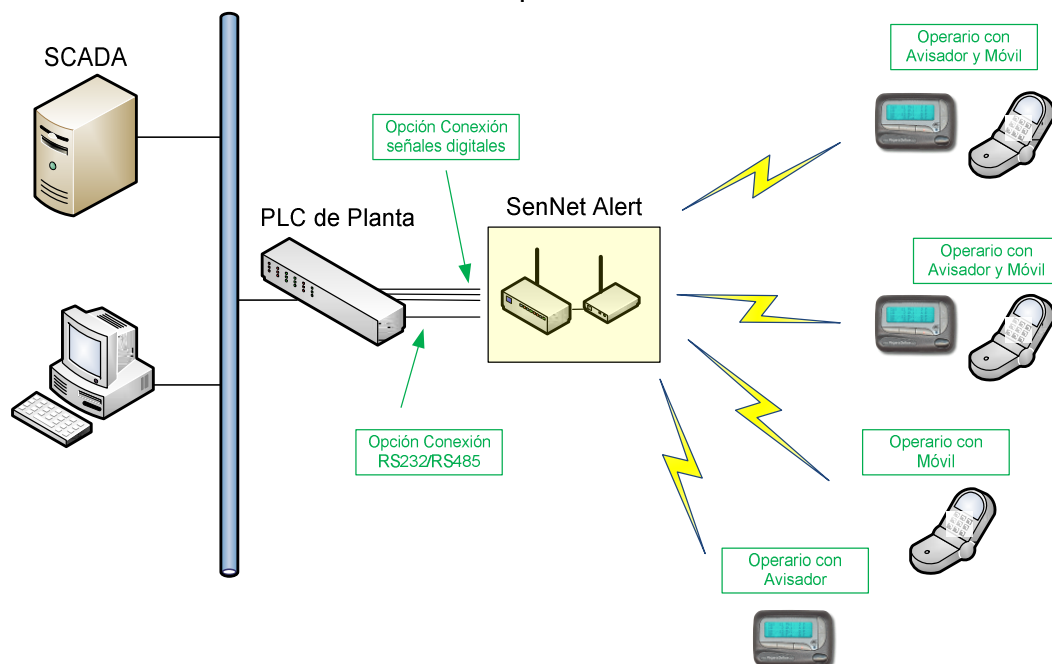 SCADA
Operario con
Avisador y Móvil
Opción Conexión
señales digitales
PLC de Planta
SenNet Alert
Operario con
Avisador y Móvil
Opción Conexión
RS232/RS485
Operario con
Móvil
Operario con
Avisador